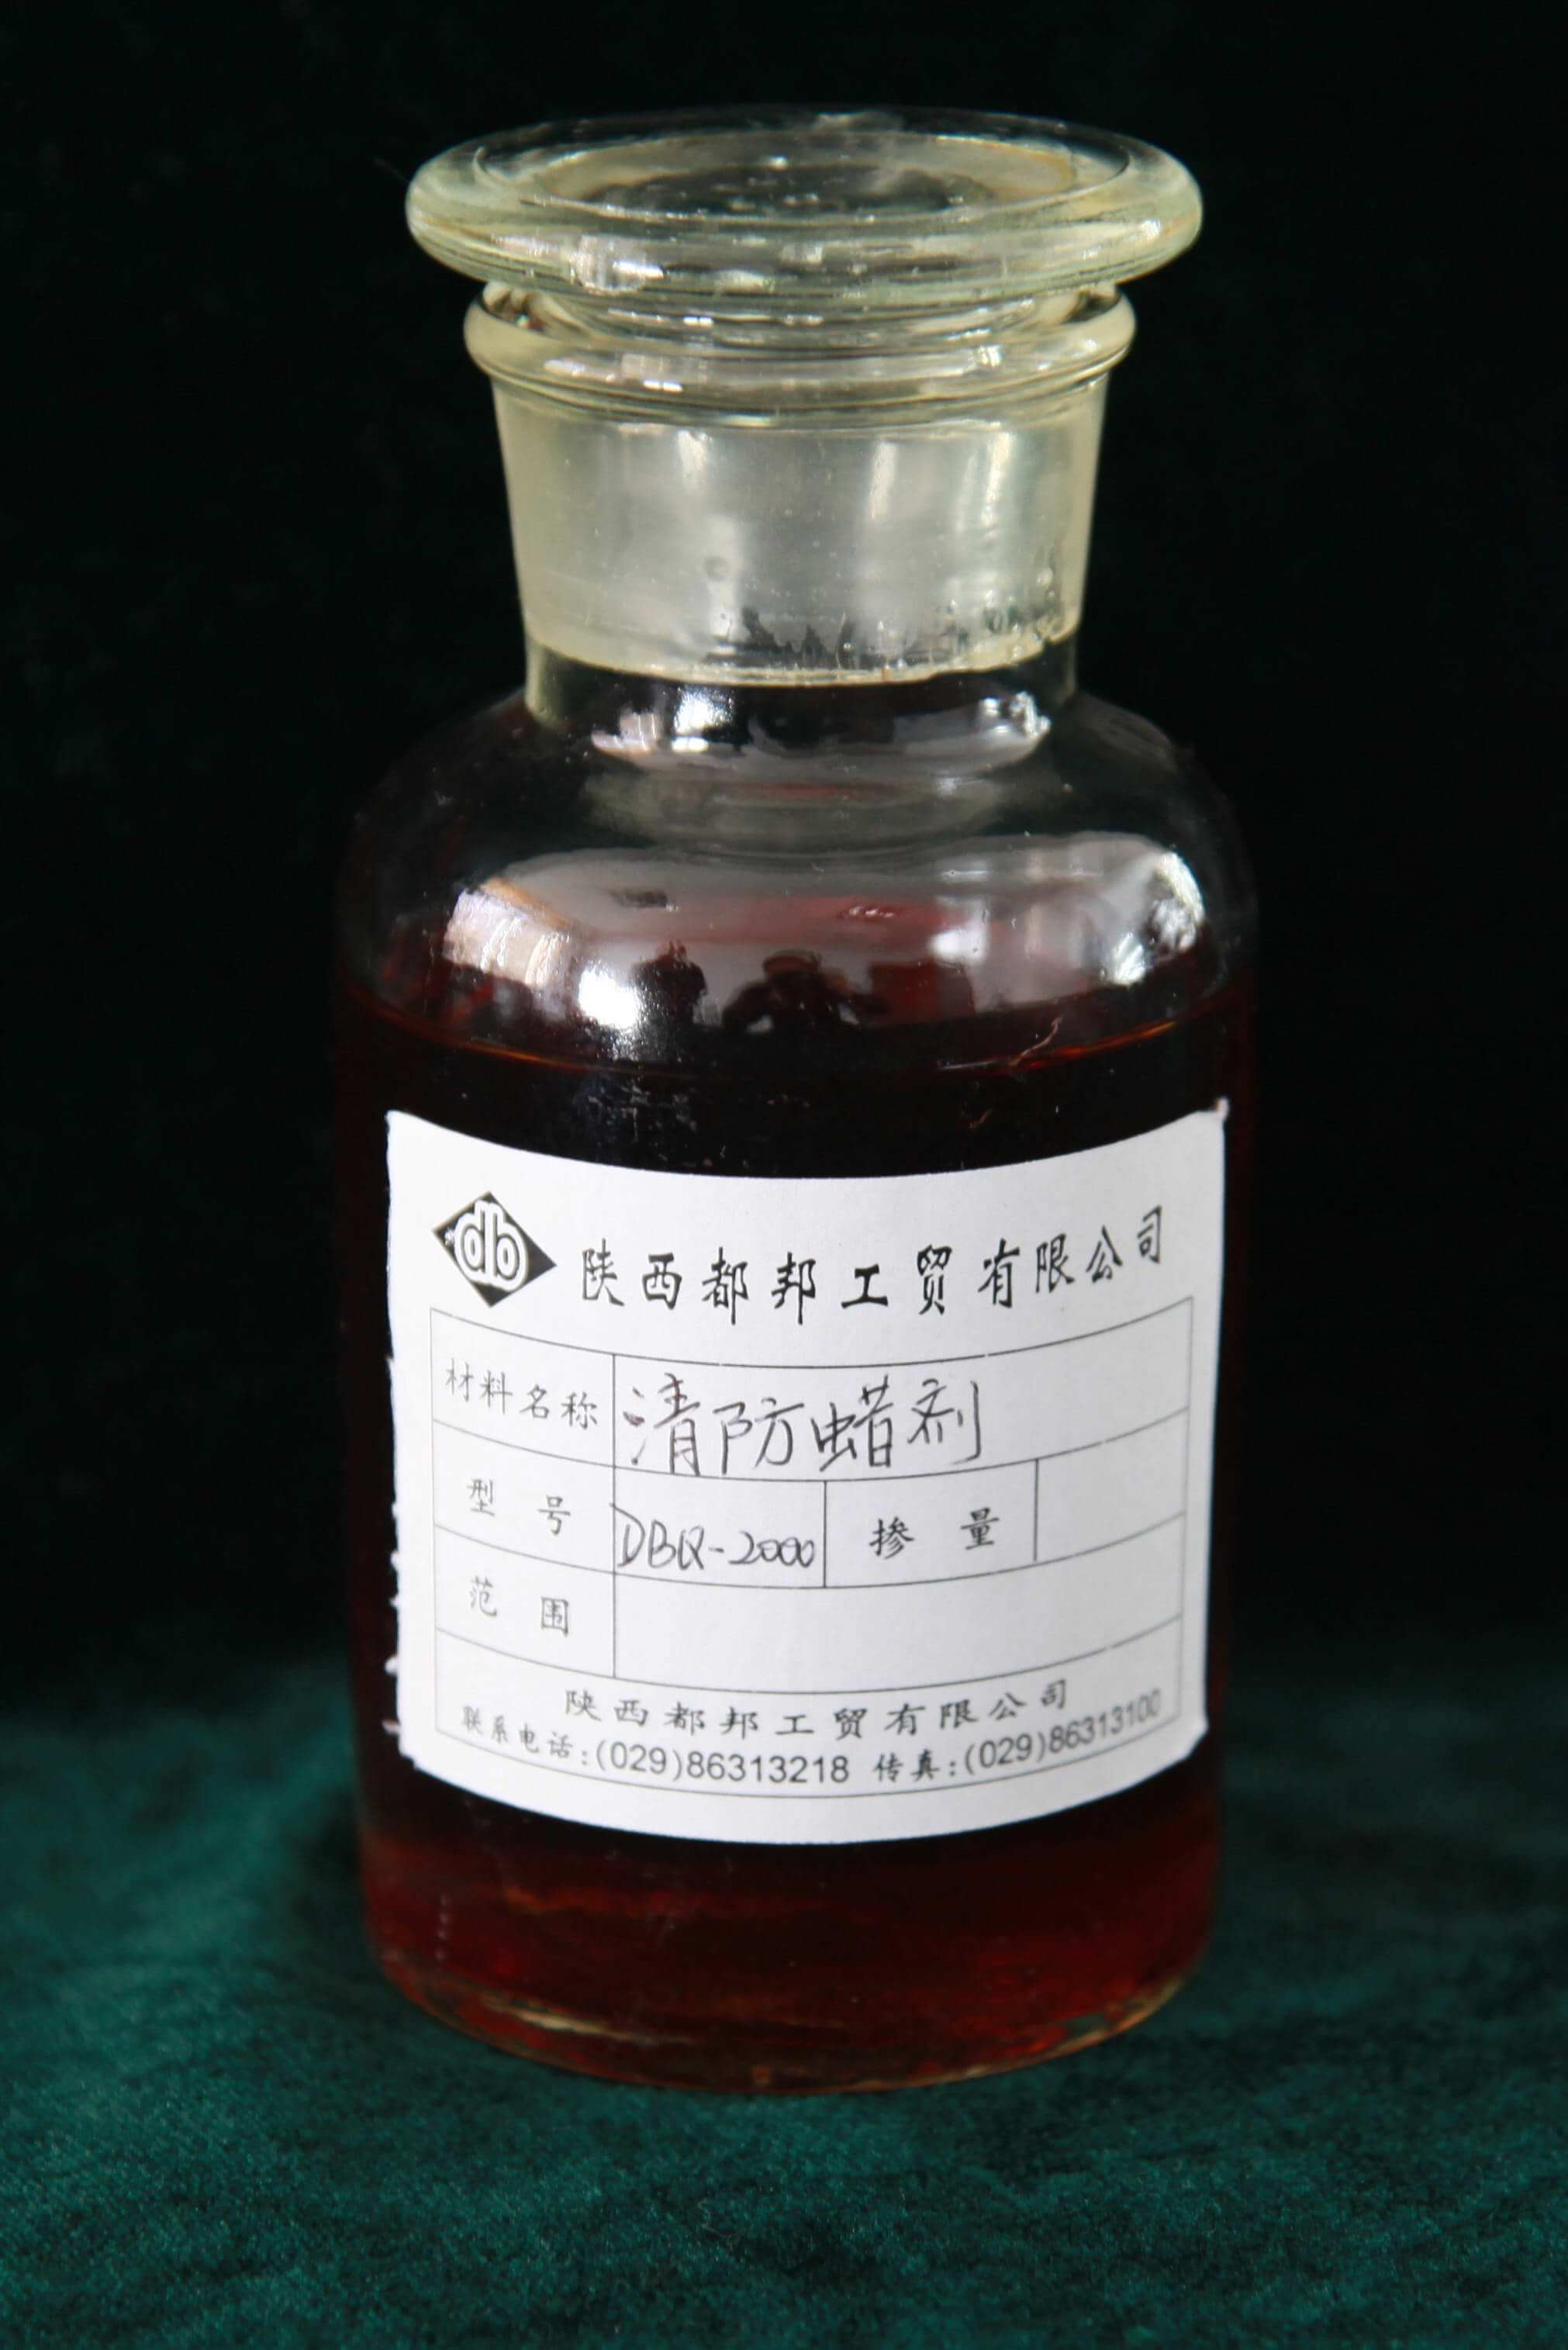 db 陕西都邦工贸有限公司
材料名称 清防蜡剂
型号 DBQ-2000 掺量
范围
陕西都邦工贸有限公司
联系电话:(029)86313218 传真:(029)86313100